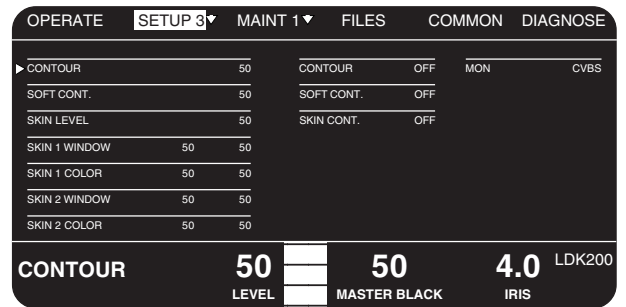 OPERATE SETUP 3 MAINT 1 FILES COMMON DIAGNOSE
CONTOUR 50 CONTOUR OFF MON CVBS
SOFT CONT. 50 SOFT CONT. OFF
SKIN LEVEL 50 SKIN CONT. OFF
SKIN 1 WINDOW 50 50
SKIN 1 COLOR 50 50
SKIN 2 WINDOW 50 50
SKIN 2 COLOR 50 50
CONTOUR 50 50 4.0 LDK200
LEVEL MASTER BLACK IRIS